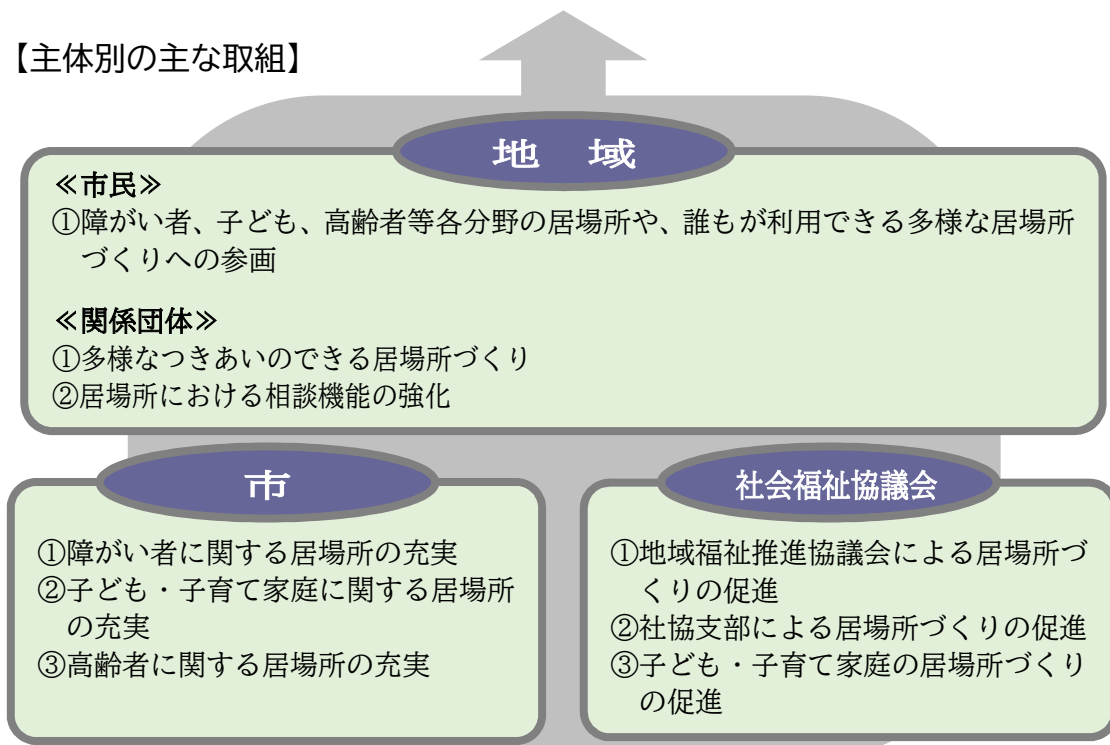 【主体別の主な取組】
地 域
≪市民≫
①障がい者、子ども、高齢者等各分野の居場所や、誰もが利用できる多様な居場所
づくりへの参画
≪関係団体≫
①多様なつきあいのできる居場所づくり
②居場所における相談機能の強化
市
①障がい者に関する居場所の充実
②子ども・子育て家庭に関する居場所
の充実
③高齢者に関する居場所の充実
社会福祉協議会
①地域福祉推進協議会による居場所づ
くりの促進
②社協支部による居場所づくりの促進
③子ども・子育て家庭の居場所づくり
の促進